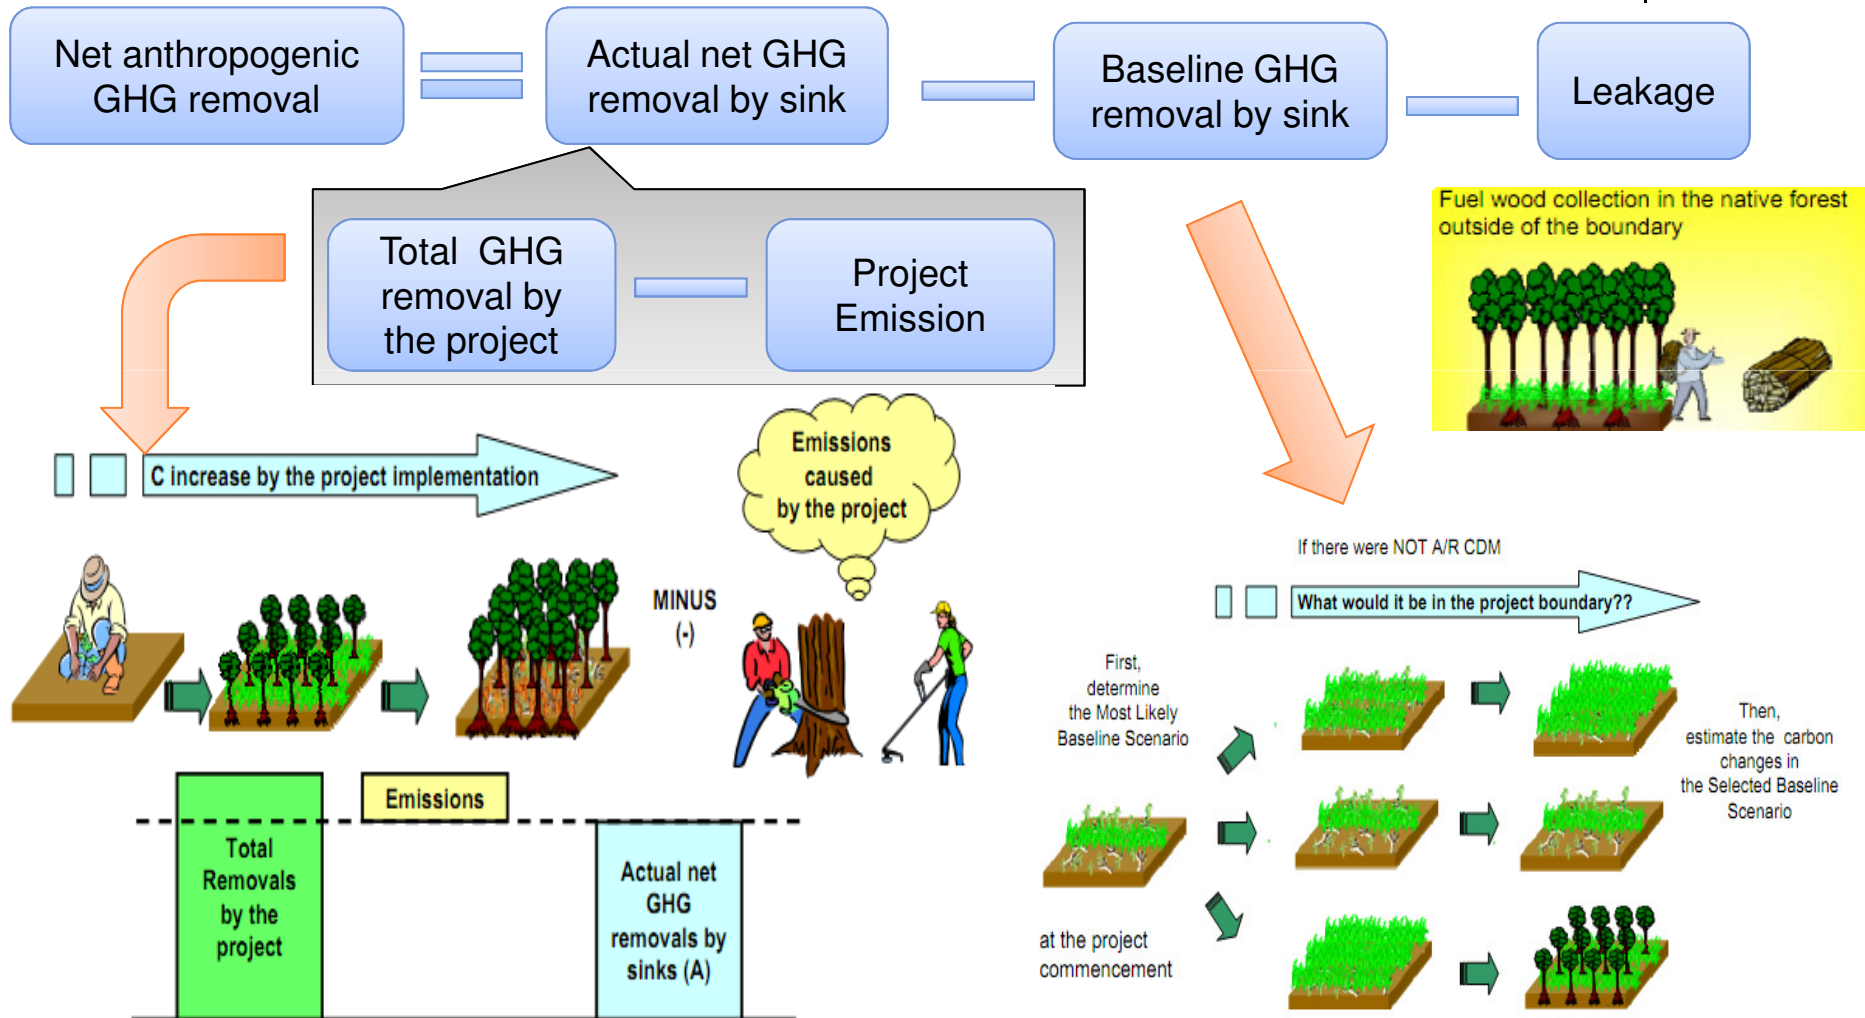 Net anthropogenic
GHG removal
Actual net GHG
removal by sink
Baseline GHG
removal by sink
Leakage
Total GHG
removal by
the project
Project
Emission
Fuel wood collection in the native forest
outside of the boundary
C increase by the project implementation
Emissions
caused
by the project
MINUS
(-)
If there were NOT A/R CDM
What would it be in the project boundary??
First,
determine
the Most Likely
Baseline Scenario
Then,
estimate the carbon
changes in
the Selected Baseline
Scenario
at the project
commencement
Emissions
Total
Removals
by the
project
Actual net
GHG
removals by
sinks (A)